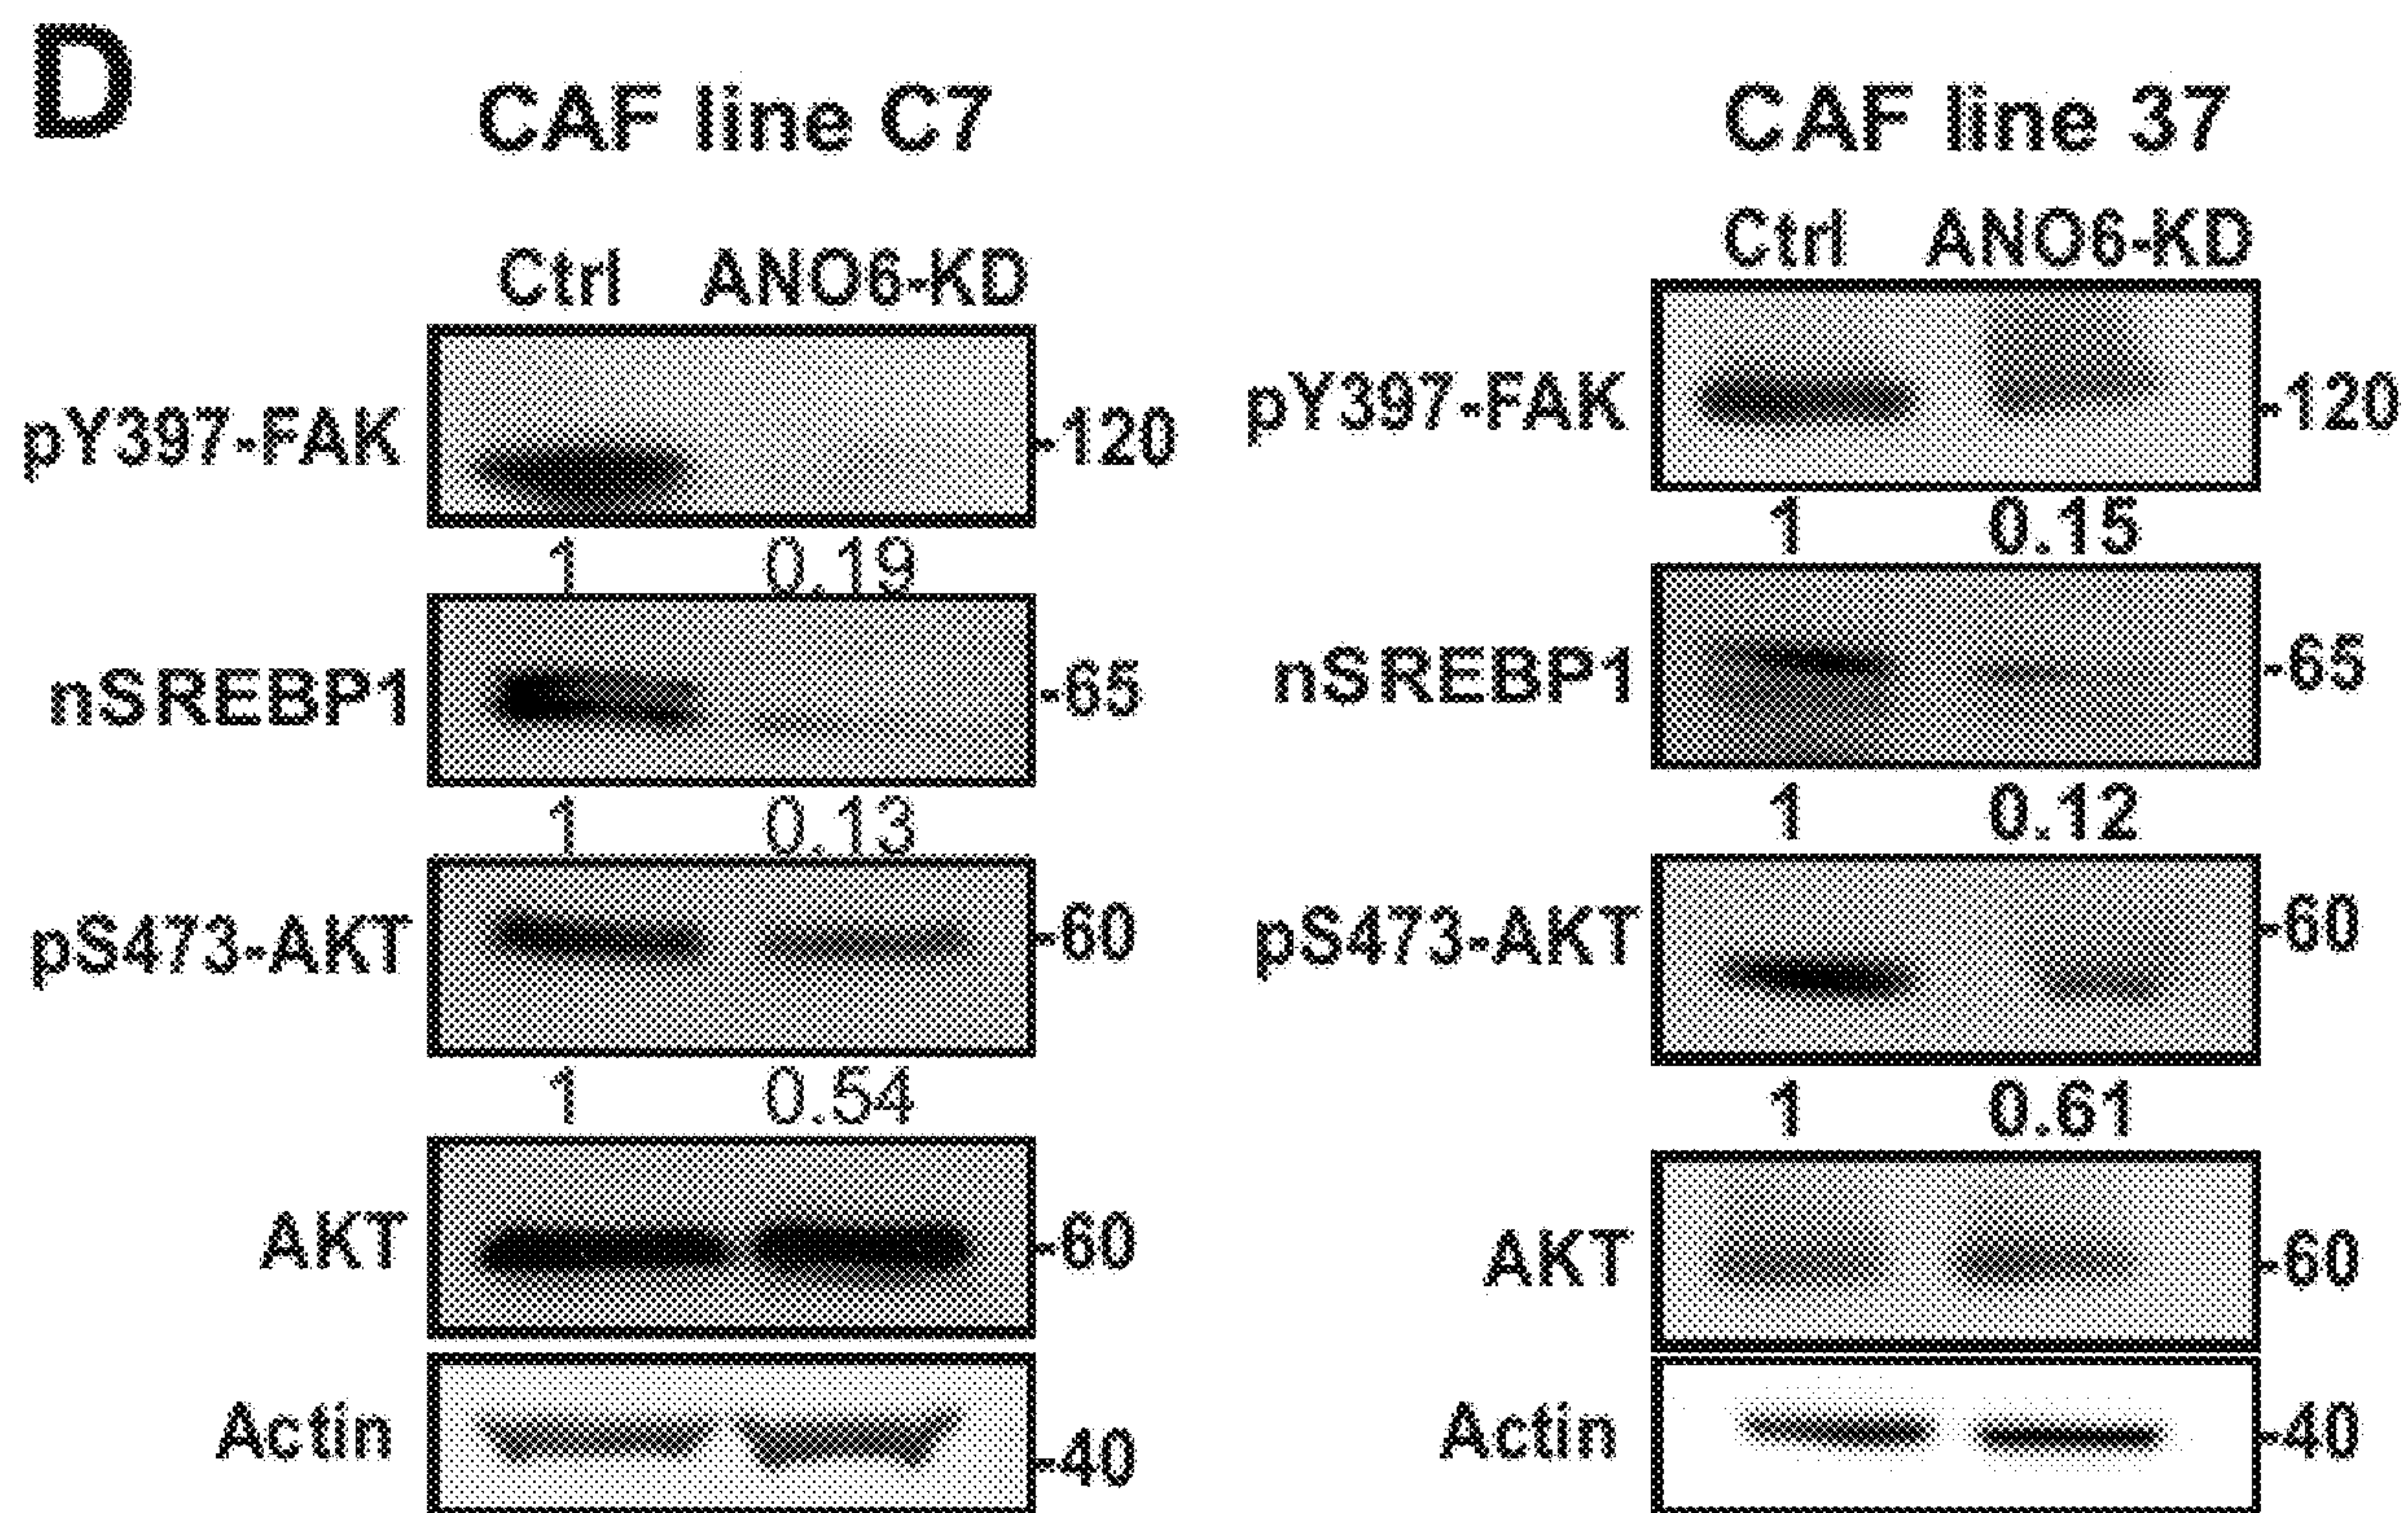 D
CAF line C7
Ctrl ANO6-KD
pY397-FAK -120
1 0.19
nSREBP1 -65
1 0.13
pS473-AKT -60
1 0.54
AKT -60
Actin -40
CAF line 37
Ctrl ANO6-KD
pY397-FAK -120
1 0.15
nSREBP1 -65
1 0.12
pS473-AKT -60
1 0.61
AKT -60
Actin -40